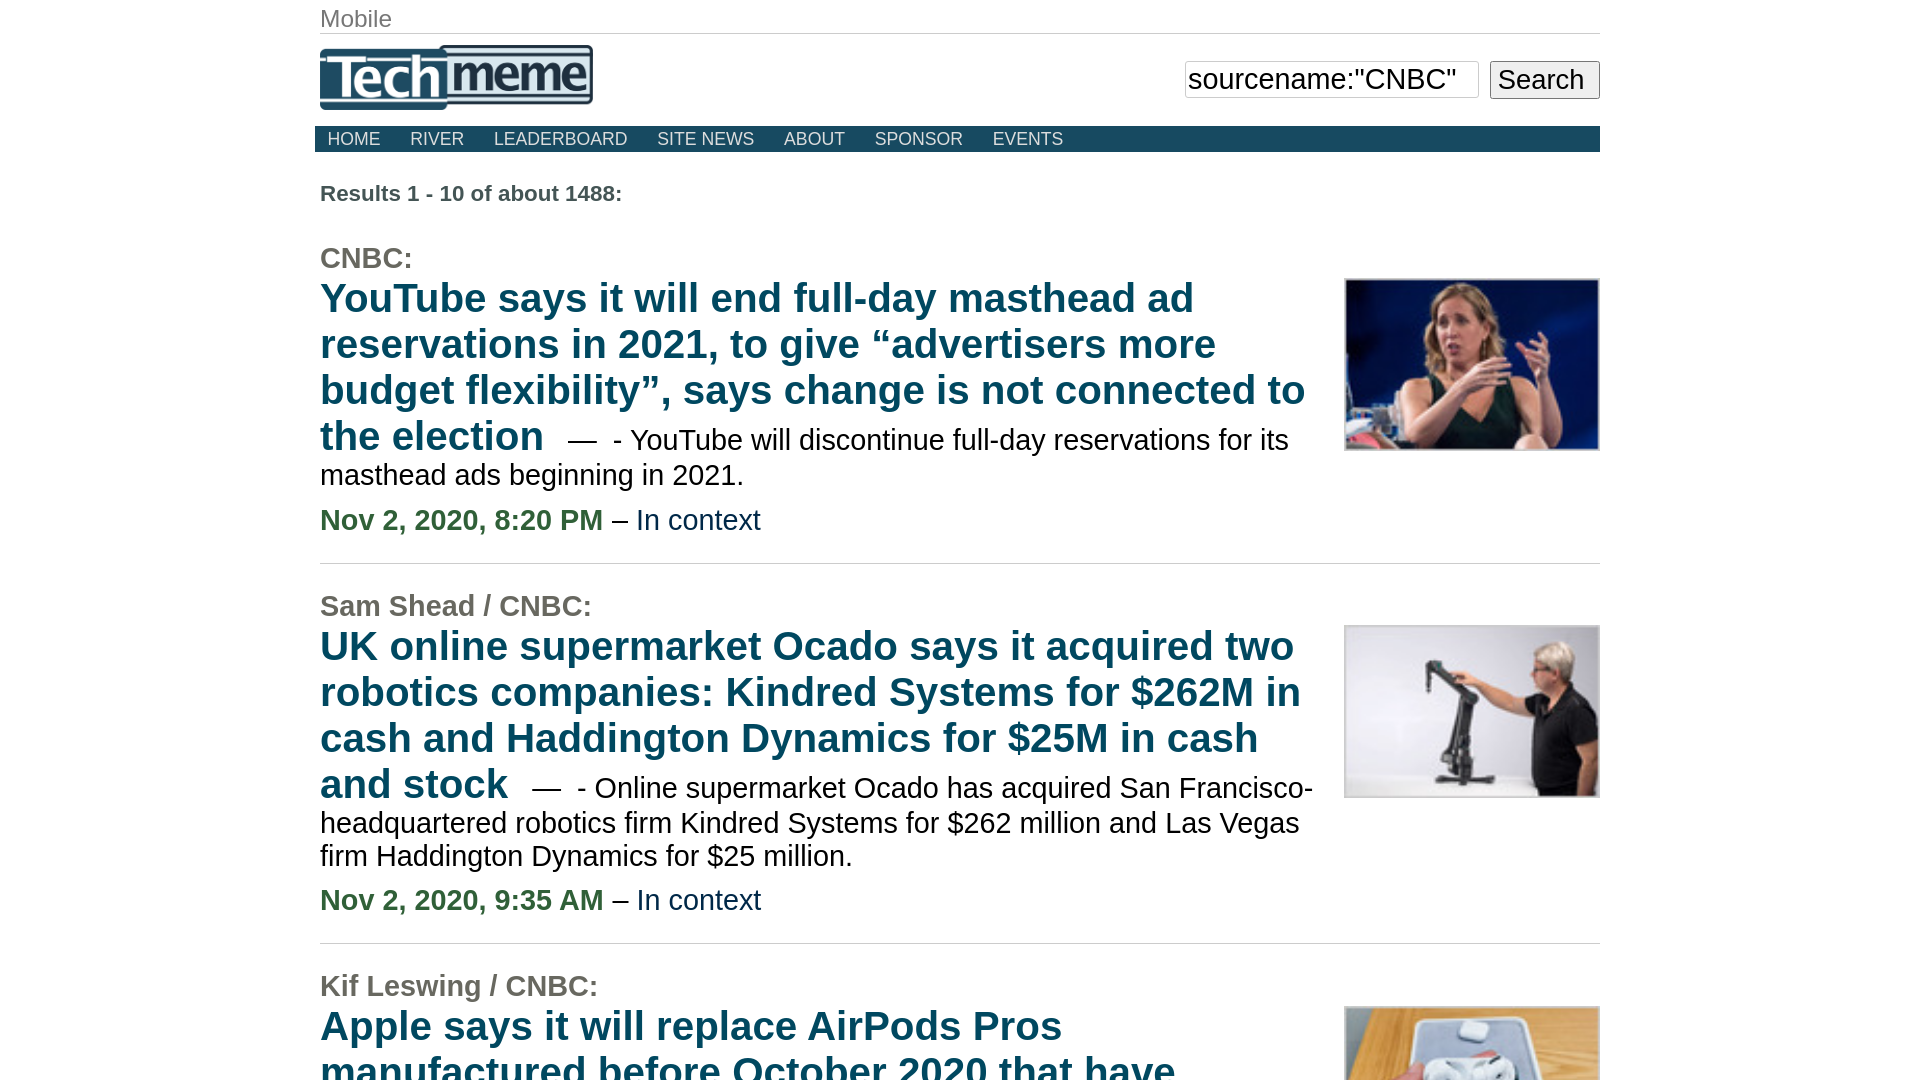 Mobile
Techmeme
sourcename:"CNBC" Search
HOME RIVER LEADERBOARD SITE NEWS ABOUT SPONSOR EVENTS
Results 1 - 10 of about 1488:
CNBC:
YouTube says it will end full-day masthead ad
reservations in 2021, to give “advertisers more
budget flexibility”, says change is not connected to
the election — - YouTube will discontinue full-day reservations for its
masthead ads beginning in 2021.
Nov 2, 2020, 8:20 PM – In context
Sam Shead / CNBC:
UK online supermarket Ocado says it acquired two
robotics companies: Kindred Systems for $262M in
cash and Haddington Dynamics for $25M in cash
and stock — - Online supermarket Ocado has acquired San Francisco-
headquartered robotics firm Kindred Systems for $262 million and Las Vegas
firm Haddington Dynamics for $25 million.
Nov 2, 2020, 9:35 AM – In context
Kif Leswing / CNBC:
Apple says it will replace AirPods Pros
manufactured before October 2020 that have